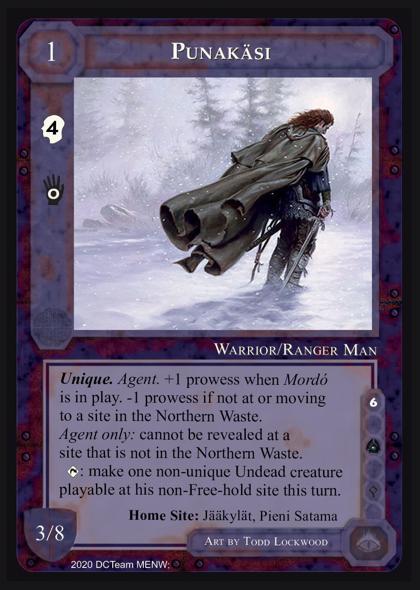 1
PUNAKÄSI
4
0
WARRIOR/RANGER MAN
Unique. Agent. +1 prowess when Mordó
is in play. -1 prowess if not at or moving
to a site in the Northern Waste.
Agent only: cannot be revealed at a
site that is not in the Northern Waste.
: make one non-unique Undead creature
playable at his non-Free-hold site this turn.
Home Site: Jääkylät, Pieni Satama
6
3/8
ART BY TODD LOCKWOOD
2020 DCTeam MENW: